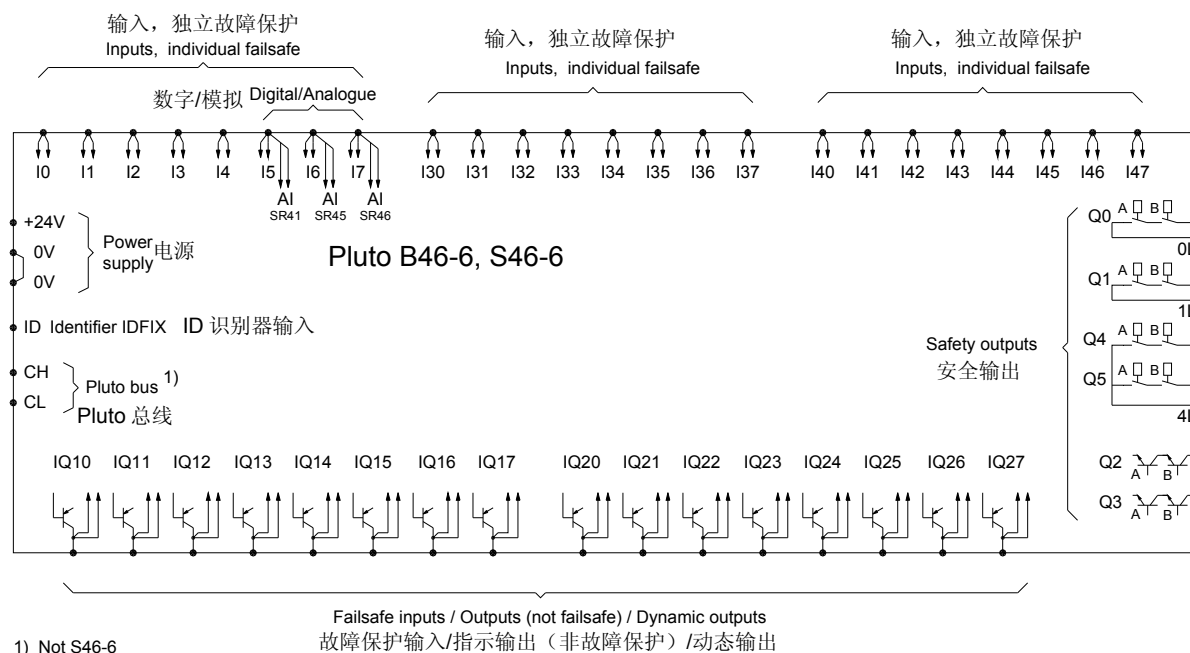 输入，独立故障保护
Inputs, individual failsafe
输入，独立故障保护
Inputs, individual failsafe
输入，独立故障保护
Inputs, individual failsafe
数字/模拟 Digital/Analogue
I0 I1 I2 I3 I4 I5 I6 I7 I30 I31 I32 I33 I34 I35 I36 I37 I40 I41 I42 I43 I44 I45 I46 I47
AI AI AI
SR41 SR45 SR46
+24V
0V
0V
Power supply 电源
Pluto B46-6, S46-6
ID Identifier IDFIX ID 识别器输入
CH
CL
Pluto bus 1)
Pluto 总线
Safety outputs
安全输出
Q0 A B
Q1 A B
Q4 A B
Q5 A B
Q2 A B
Q3 A B
IQ10 IQ11 IQ12 IQ13 IQ14 IQ15 IQ16 IQ17 IQ20 IQ21 IQ22 IQ23 IQ24 IQ25 IQ26 IQ27
Failsafe inputs / Outputs (not failsafe) / Dynamic outputs
故障保护输入/指示输出（非故障保护）/动态输出
1) Not S46-6